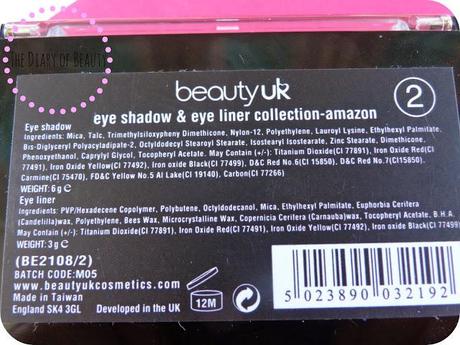 The Diary of Beauty
beauty uk
eye shadow & eye liner collection-amazon
2
Eye shadow
Ingredients: Mica, Talc, Trimethylsiloxypheny Dimethicone, Nylon-12, Polyethylene, Lauroyl Lysine, Ethylhexyl Palmitate,
Bis-Diglyceryl Polyacyladipate-2, Octyldodecyl Stearoyl Stearate, Isostearyl Isostearate, Zinc Stearate, Dimethicone,
Phenoxyethanol, Caprylyl Glycol, Tocopheryl Acetate. May Contain (+/-): Titanium Dioxide(CI 77891), Iron Oxide Red(CI
77491), Iron Oxide Yellow(CI 77492), Iron oxide Black(CI 77499), D&C Red No.6(CI 15850), D&C Red No.7(CI15850),
Carmine(CI 75470), FD&C Yellow No.5 Al Lake(CI 19140), Carbon(CI 77266)
WEIGHT: 6g e
Eye liner
Ingredients: PVP/Hexadecene Copolymer, Polybutene, Octyldodecanol, Mica, Ethylhexyl Palmitate, Euphorbia Cerifera
(Candelilla)wax, Polyethylene, Bees Wax, Microcrystalline Wax, Copernicia Cerifera (Carnauba)wax, Tocopheryl Acetate, B.H.A.
May Contain (+/-): Titanium Dioxide(CI 77891), Iron Oxide Red(CI 77491), Iron Oxide Yellow(CI 77492), Iron oxide Black(CI 77499)
WEIGHT: 3g e
(BE2108/2)
BATCH CODE:M05
www.beautyukcosmetics.com
Made in Taiwan
England SK4 3GL
Developed in the UK
12M
5 023890 032192